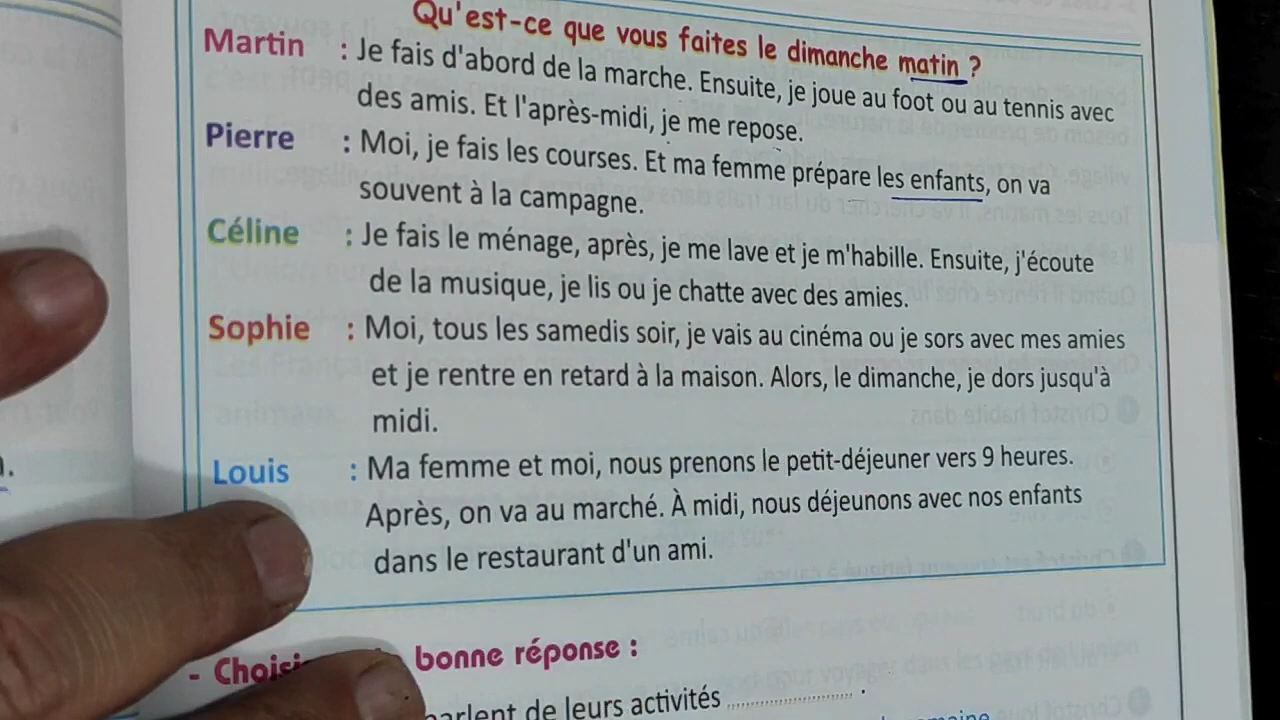 Qu'est-ce que vous faites le dimanche matin ?
Martin : Je fais d'abord de la marche. Ensuite, je joue au foot ou au tennis avec
des amis. Et l'après-midi, je me repose.
Pierre : Moi, je fais les courses. Et ma femme prépare les enfants, on va
souvent à la campagne.
Céline : Je fais le ménage, après, je me lave et je m'habille. Ensuite, j'écoute
de la musique, je lis ou je chatte avec des amies.
Sophie : Moi, tous les samedis soir, je vais au cinéma ou je sors avec mes amies
et je rentre en retard à la maison. Alors, le dimanche, je dors jusqu'à
midi.
Louis : Ma femme et moi, nous prenons le petit-déjeuner vers 9 heures.
Après, on va au marché. À midi, nous déjeunons avec nos enfants
dans le restaurant d'un ami.
- bonne réponse :
de leurs activités .................... .